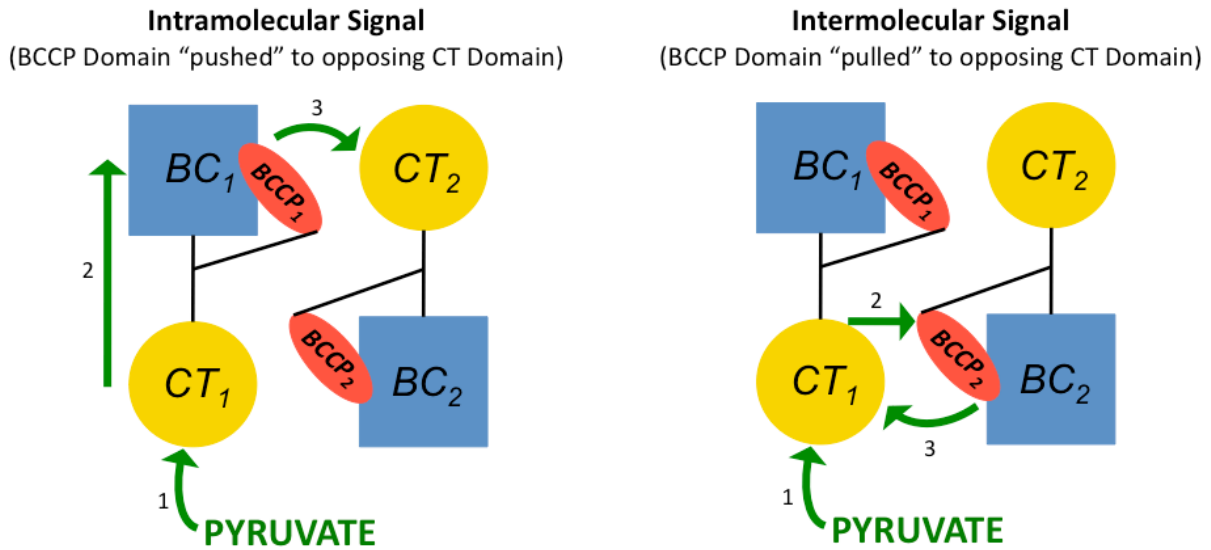 Intramolecular Signal
(BCCP Domain “pushed” to opposing CT Domain)
3
BC1
BCCP1
CT2
2
BCCP2
CT1
BC2
1
PYRUVATE
Intermolecular Signal
(BCCP Domain “pulled” to opposing CT Domain)
BC1
BCCP1
CT2
2
BCCP2
CT1
BC2
3
1
PYRUVATE